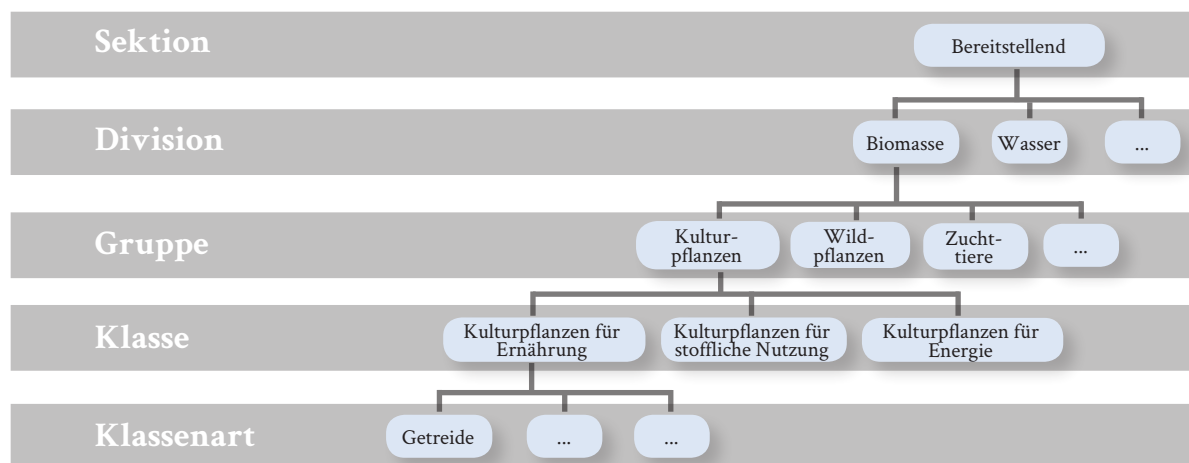 Sektion
Bereitstellend
Division
Biomasse
Wasser
...
Gruppe
Kultur-
pflanzen
Wild-
pflanzen
Zucht-
tiere
...
Klasse
Kulturpflanzen für
Ernährung
Kulturpflanzen für
stoffliche Nutzung
Kulturpflanzen für
Energie
Klassenart
Getreide
...
...